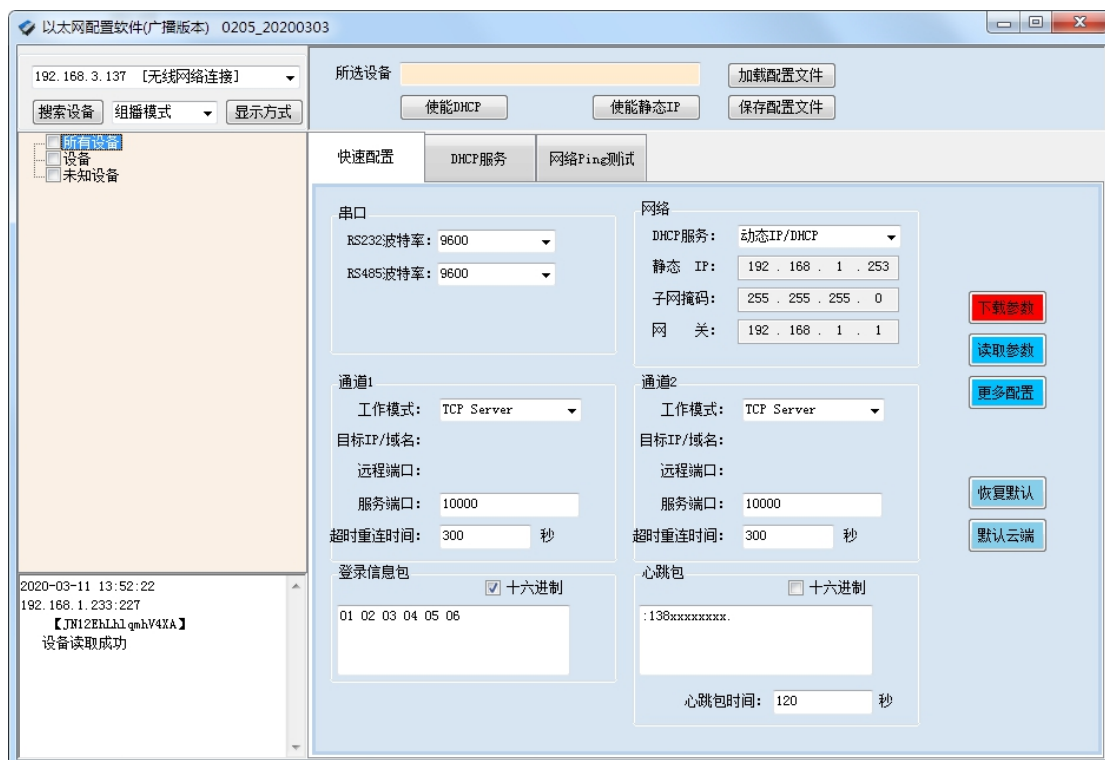 以太网配置软件(广播版本) 0205_20200303
192.168.3.137 [无线网络连接]
搜索设备 组播模式 显示方式
所有设备
设备
未知设备
所选设备 加载配置文件
使能DHCP 使能静态IP 保存配置文件
快速配置 DHCP服务 网络Ping测试
串口
RS232波特率: 9600
RS485波特率: 9600
网络
DHCP服务: 动态IP/DHCP
静态 IP: 192 . 168 . 1 . 253
子网掩码: 255 . 255 . 255 . 0
网 关: 192 . 168 . 1 . 1
通道1
工作模式: TCP Server
目标IP/域名:
远程端口:
服务端口: 10000
超时重连时间: 300 秒
通道2
工作模式: TCP Server
目标IP/域名:
远程端口:
服务端口: 10000
超时重连时间: 300 秒
下载参数
读取参数
更多配置
恢复默认
默认云端
登录信息包
十六进制
01 02 03 04 05 06
心跳包
十六进制
:138xxxxxxxx.
心跳包时间: 120 秒
2020-03-11 13:52:22
192.168.1.233:227
【JN12EhLhlqmhV4XA】
设备读取成功